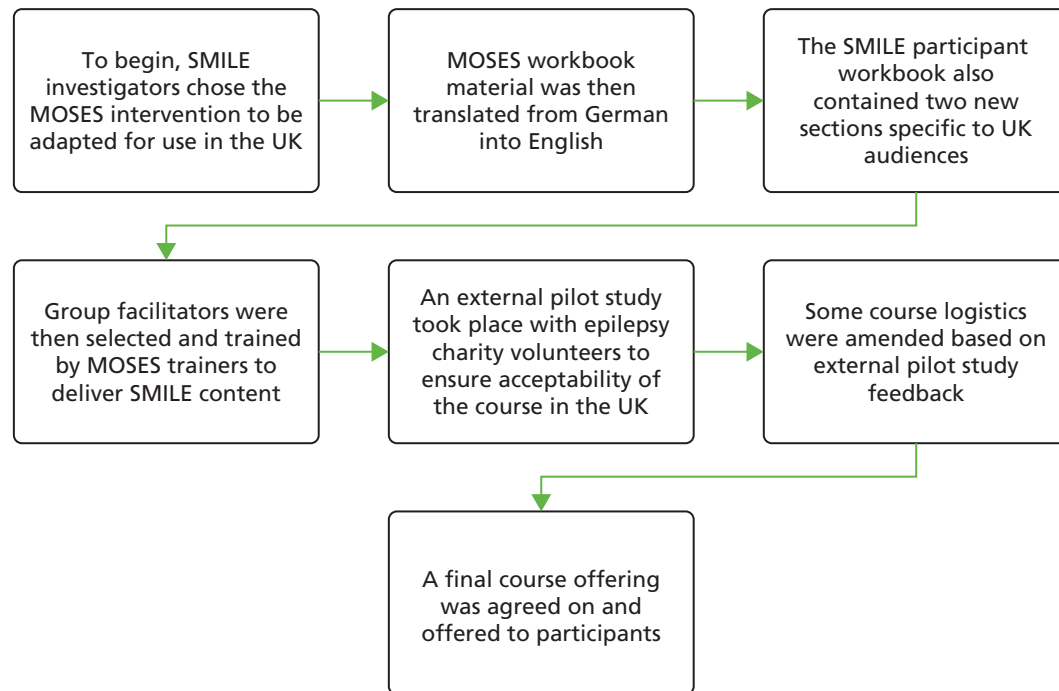 To begin, SMILE
investigators chose the
MOSES intervention to be
adapted for use in the UK
MOSES workbook
material was then
translated from German
into English
The SMILE participant
workbook also
contained two new
sections specific to UK
audiences
Group facilitators were
then selected and trained
by MOSES trainers to
deliver SMILE content
An external pilot study
took place with epilepsy
charity volunteers to
ensure acceptability of
the course in the UK
Some course logistics
were amended based on
external pilot study
feedback
A final course offering
was agreed on and
offered to participants